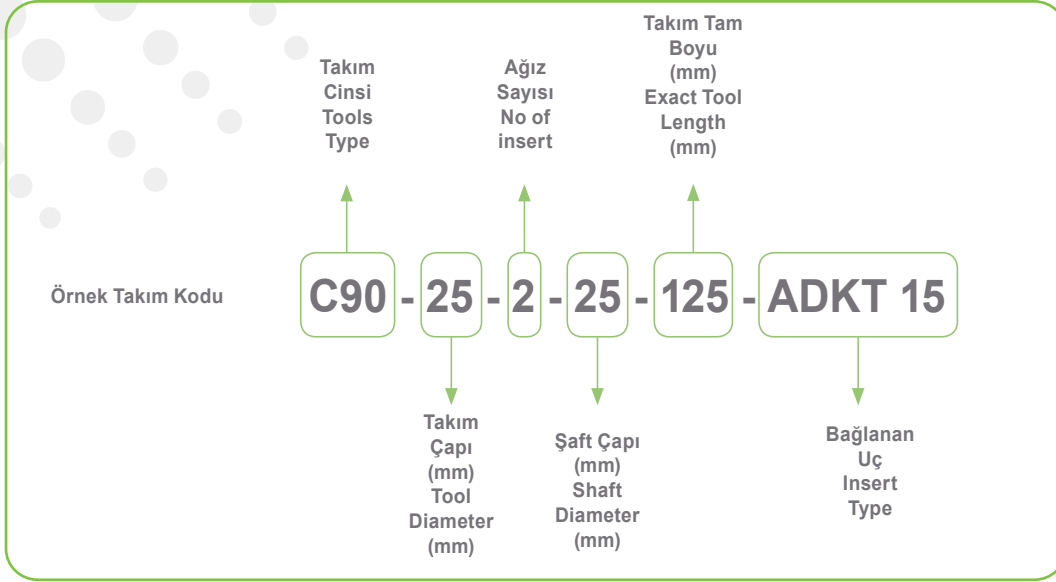 Takım
Cinsi
Tools
Type
Ağız
Sayısı
No of
insert
Takım Tam
Boyu
(mm)
Exact Tool
Length
(mm)
Örnek Takım Kodu
C90 - 25 - 2 - 25 - 125 - ADKT 15
Takım
Çapı
(mm)
Tool
Diameter
(mm)
Şaft Çapı
(mm)
Shaft
Diameter
(mm)
Bağlanan
Uç
Insert
Type